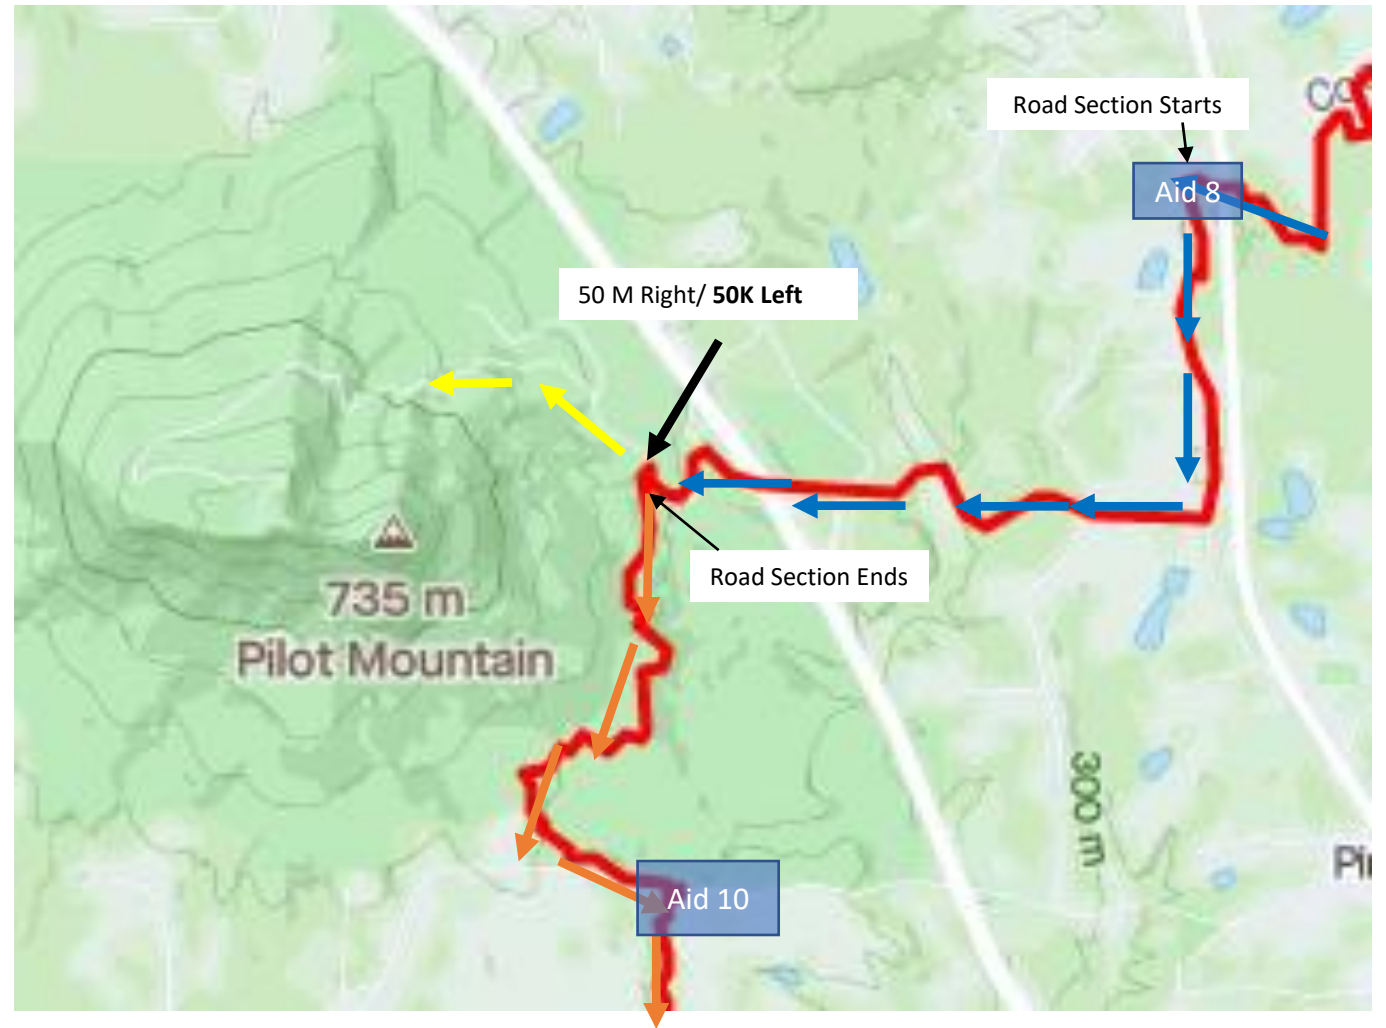 Road Section Starts
Aid 8
50 M Right/ 50K Left
Road Section Ends
735 m
Pilot Mountain
300 m
Aid 10